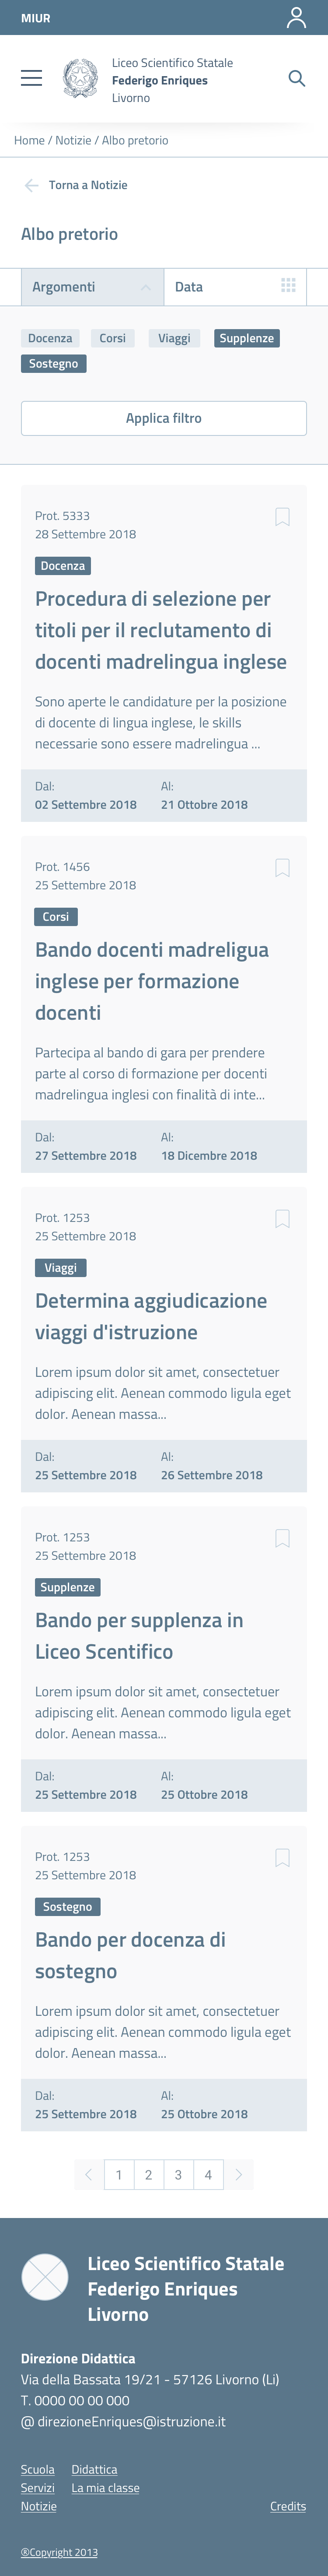 MIUR
Liceo Scientifico Statale
Federigo Enriques
Livorno
Home / Notizie / Albo pretorio
Torna a Notizie
Albo pretorio
Argomenti Data
Docenza Corsi Viaggi Supplenze
Sostegno
Applica filtro
Prot. 5333
28 Settembre 2018
Docenza
Procedura di selezione per
titoli per il reclutamento di
docenti madrelingua inglese
Sono aperte le candidature per la posizione
di docente di lingua inglese, le skills
necessarie sono essere madrelingua ...
Dal: Al:
02 Settembre 2018 21 Ottobre 2018
Prot. 1456
25 Settembre 2018
Corsi
Bando docenti madreligua
inglese per formazione
docenti
Partecipa al bando di gara per prendere
parte al corso di formazione per docenti
madrelingua inglesi con finalità di inte...
Dal: Al:
27 Settembre 2018 18 Dicembre 2018
Prot. 1253
25 Settembre 2018
Viaggi
Determina aggiudicazione
viaggi d'istruzione
Lorem ipsum dolor sit amet, consectetuer
adipiscing elit. Aenean commodo ligula eget
dolor. Aenean massa...
Dal: Al:
25 Settembre 2018 26 Settembre 2018
Prot. 1253
25 Settembre 2018
Supplenze
Bando per supplenza in
Liceo Scentifico
Lorem ipsum dolor sit amet, consectetuer
adipiscing elit. Aenean commodo ligula eget
dolor. Aenean massa...
Dal: Al:
25 Settembre 2018 25 Ottobre 2018
Prot. 1253
25 Settembre 2018
Sostegno
Bando per docenza di
sostegno
Lorem ipsum dolor sit amet, consectetuer
adipiscing elit. Aenean commodo ligula eget
dolor. Aenean massa...
Dal: Al:
25 Settembre 2018 25 Ottobre 2018
1 2 3 4
Liceo Scientifico Statale
Federigo Enriques
Livorno
Direzione Didattica
Via della Bassata 19/21 - 57126 Livorno (Li)
T. 0000 00 00 000
@ direzioneEnriques@istruzione.it
Scuola Didattica
Servizi La mia classe
Notizie Credits
®Copyright 2013